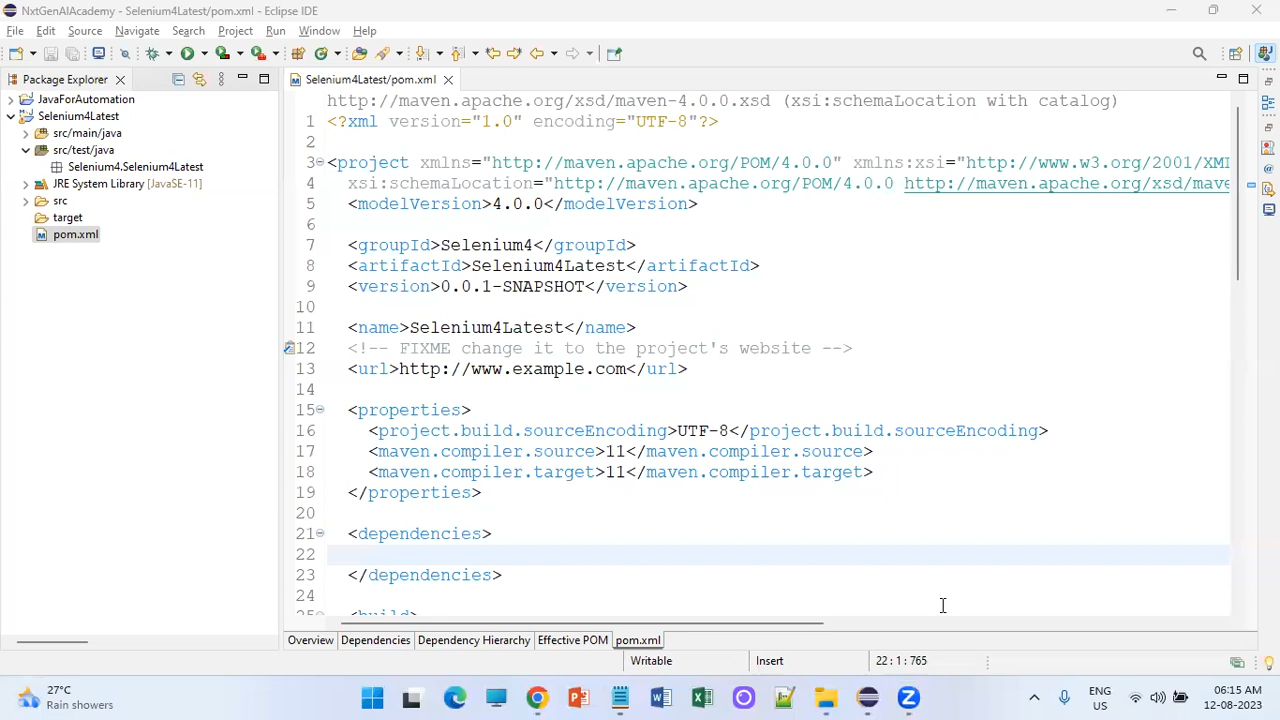 NxtGenAIAcademy - Selenium4Latest/pom.xml - Eclipse IDE
File Edit Source Refactor Navigate Search Project Run Window Help
Package Explorer
JavaForAutomation
Selenium4Latest
src/main/java
src/test/java
Selenium4.Selenium4Latest
JRE System Library [JavaSE-11]
src
target
pom.xml
Selenium4Latest/pom.xml
http://maven.apache.org/xsd/maven-4.0.0.xsd (xsi:schemaLocation with catalog)
1 <?xml version="1.0" encoding="UTF-8"?>
2
3 <project xmlns="http://maven.apache.org/POM/4.0.0" xmlns:xsi="http://www.w3.org/2001/XMI
4 xsi:schemaLocation="http://maven.apache.org/POM/4.0.0 http://maven.apache.org/xsd/mave
5 <modelVersion>4.0.0</modelVersion>
6
7 <groupId>Selenium4</groupId>
8 <artifactId>Selenium4Latest</artifactId>
9 <version>0.0.1-SNAPSHOT</version>
10
11 <name>Selenium4Latest</name>
12 <!-- FIXME change it to the project's website -->
13 <url>http://www.example.com</url>
14
15 <properties>
16 <project.build.sourceEncoding>UTF-8</project.build.sourceEncoding>
17 <maven.compiler.source>11</maven.compiler.source>
18 <maven.compiler.target>11</maven.compiler.target>
19 </properties>
20
21 <dependencies>
22
23 </dependencies>
24
25 <build>
Overview Dependencies Dependency Hierarchy Effective POM pom.xml
Writable Insert 22 : 1 : 765
27°C
Rain showers
ENG
US
06:15 AM
12-08-2023